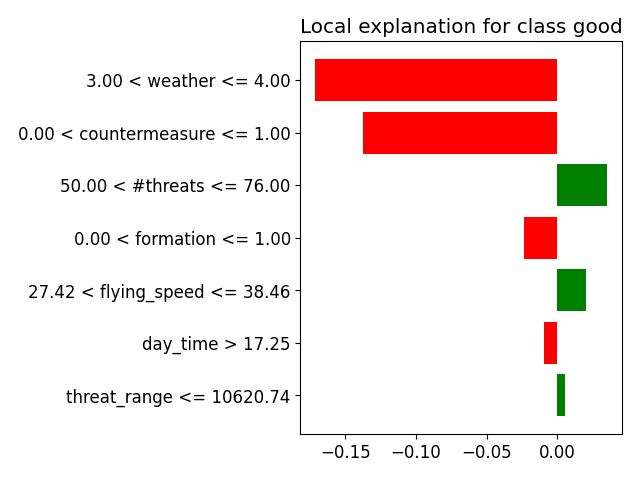 Local explanation for class good
3.00 < weather <= 4.00
0.00 < countermeasure <= 1.00
50.00 < #threats <= 76.00
0.00 < formation <= 1.00
27.42 < flying_speed <= 38.46
day_time > 17.25
threat_range <= 10620.74
−0.15 −0.10 −0.05 0.00